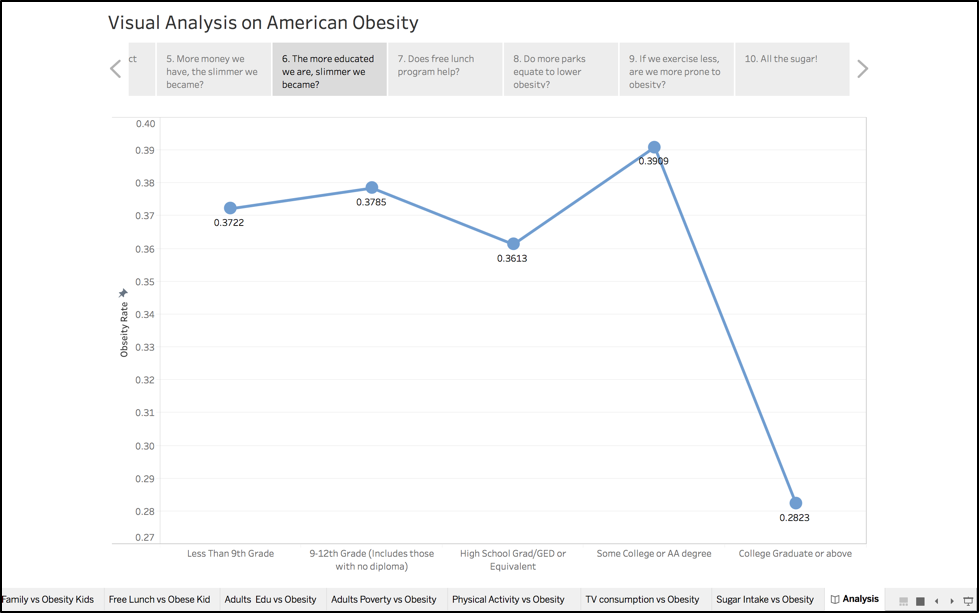 Visual Analysis on American Obesity
ct
5. More money we
have, the slimmer we
became?
6. The more educated
we are, slimmer we
became?
7. Does free lunch
program help?
8. Do more parks
equate to lower
obesity?
9. If we exercise less,
are we more prone to
obesity?
10. All the sugar!
0.40
0.39
0.38
0.37
0.36
0.35
0.34
0.33
0.32
0.31
0.30
0.29
0.28
0.27
Obseity Rate
0.3722
0.3785
0.3613
0.3909
0.2823
Less Than 9th Grade
9-12th Grade (Includes those
with no diploma)
High School Grad/GED or
Equivalent
Some College or AA degree
College Graduate or above
Family vs Obesity Kids
Free Lunch vs Obese Kid
Adults Edu vs Obesity
Adults Poverty vs Obesity
Physical Activity vs Obesity
TV consumption vs Obesity
Sugar Intake vs Obesity
Analysis